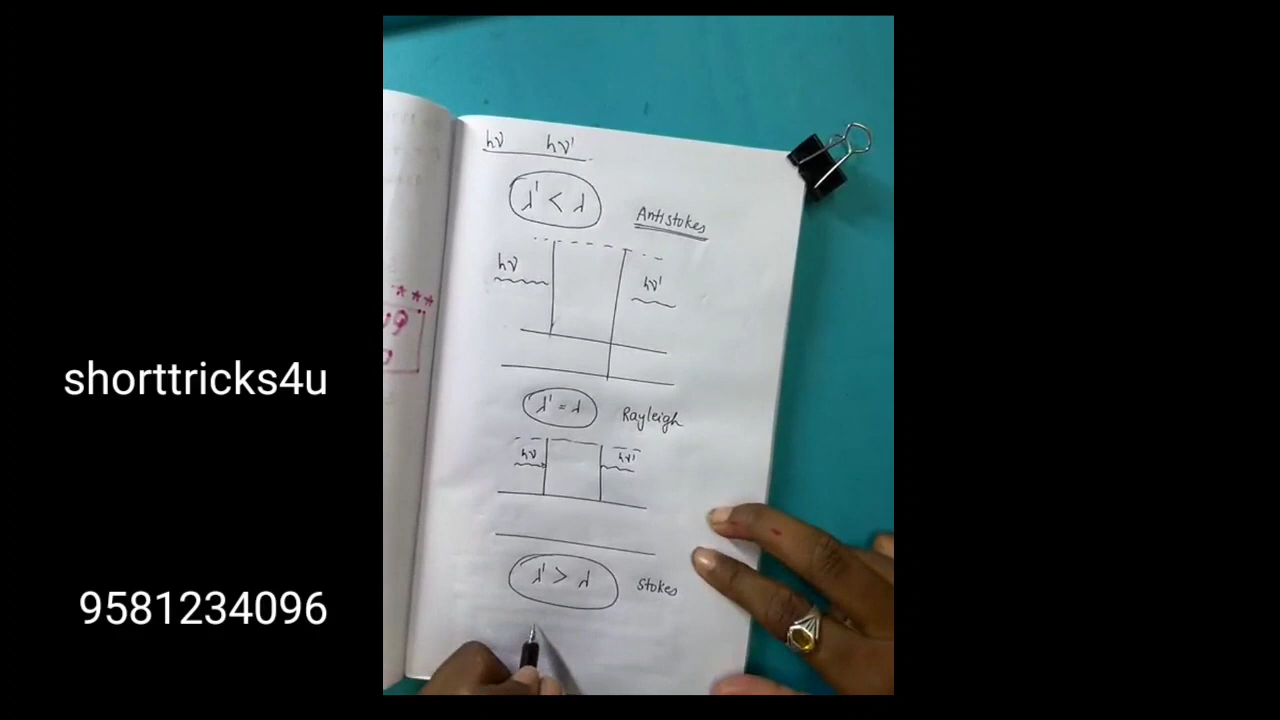 shorttricks4u
9581234096
hν hν'
λ' < λ
Antistokes
hν
hν'
λ' = λ
Rayleigh
hν
hν'
λ' > λ
Stokes
***